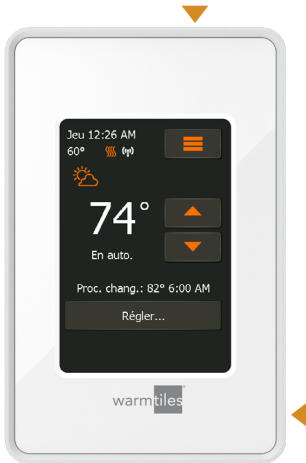 Jeu 12:26 AM
60°
74°
En auto.
Proc. chang.: 82° 6:00 AM
Régler...
warmtiles